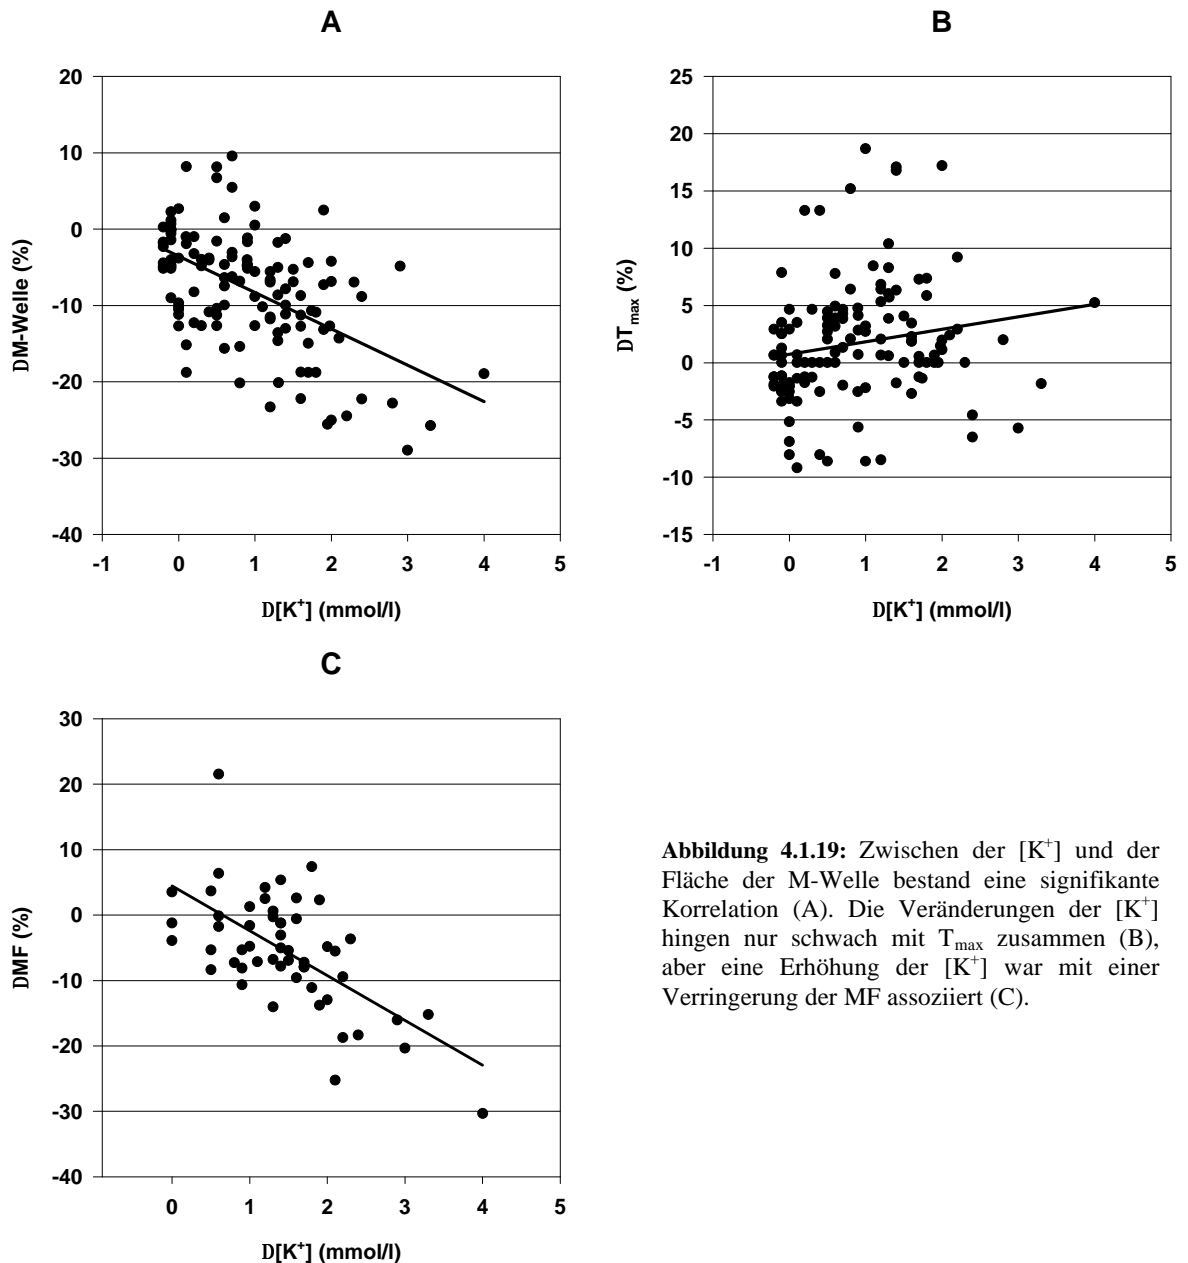 A
20
10
0
-10
-20
-30
-40
-1 0 1 2 3 4 5
DM-Welle (%)
D[K+] (mmol/l)
B
25
20
15
10
5
0
-5
-10
-15
-1 0 1 2 3 4 5
DTmax (%)
D[K+] (mmol/l)
C
30
20
10
0
-10
-20
-30
-40
0 1 2 3 4 5
DMF (%)
D[K+] (mmol/l)
Abbildung 4.1.19: Zwischen der [K+] und der
Fläche der M-Welle bestand eine signifikante
Korrelation (A). Die Veränderungen der [K+]
hingen nur schwach mit Tmax zusammen (B),
aber eine Erhöhung der [K+] war mit einer
Verringerung der MF assoziiert (C).